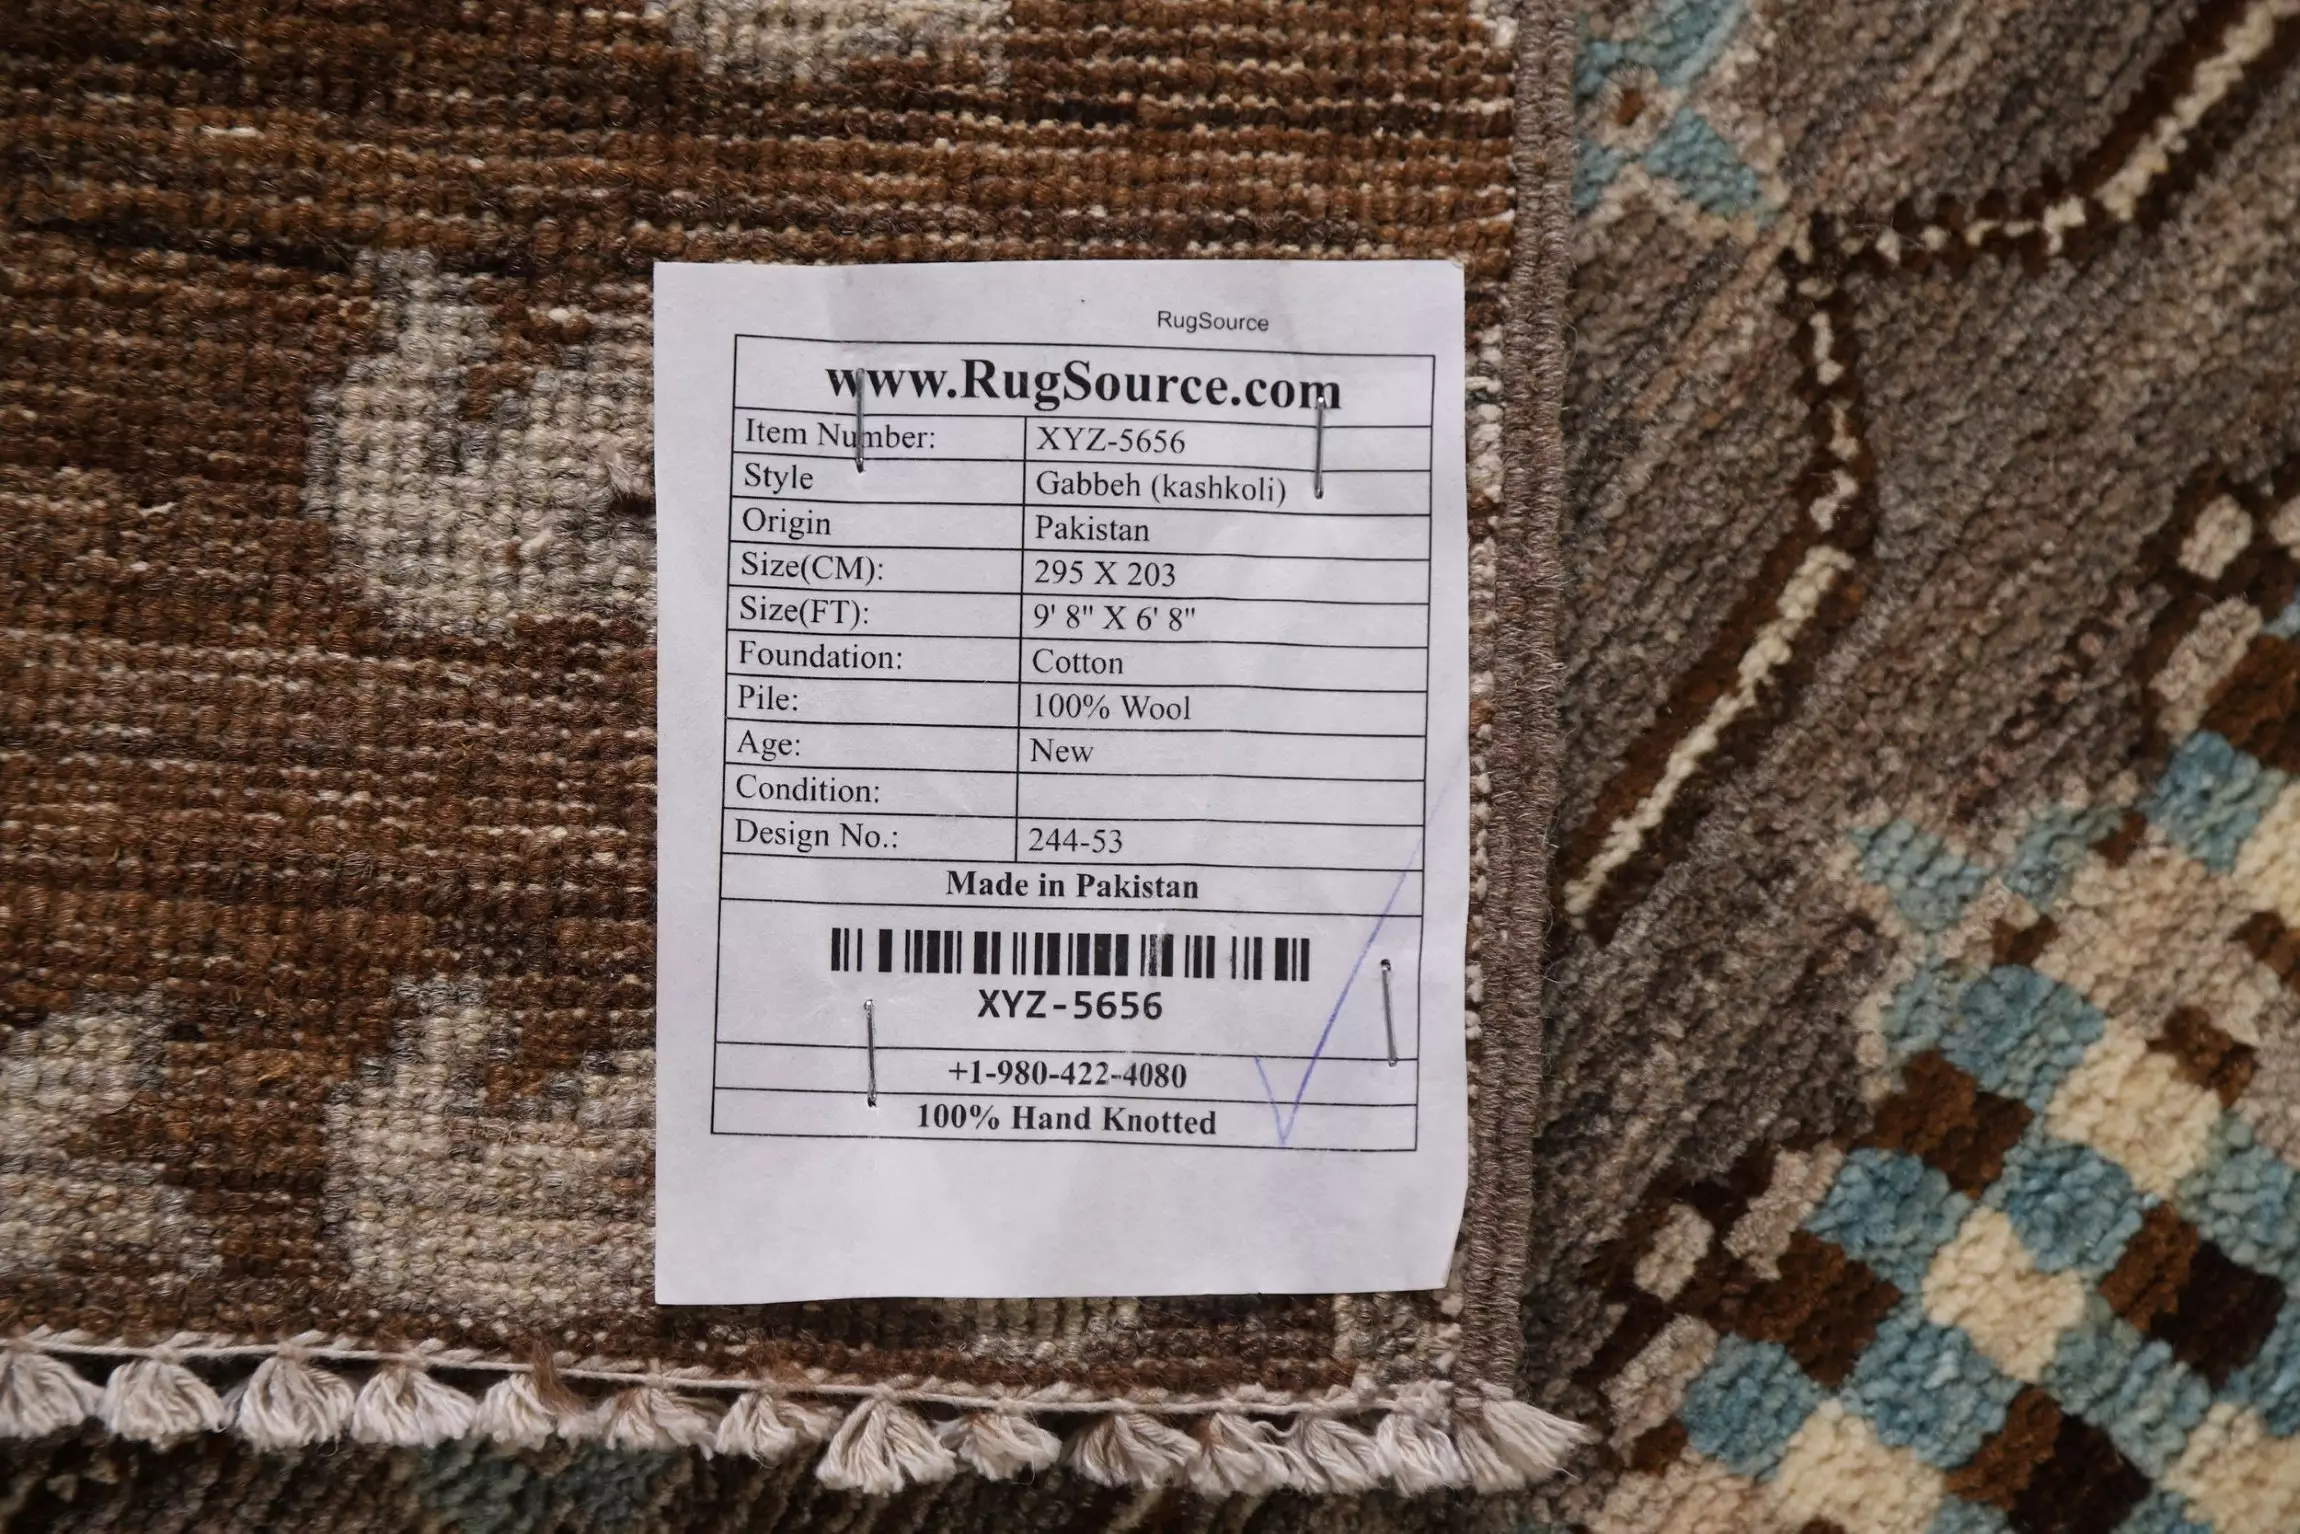 RugSource
www.RugSource.com
Item Number: XYZ-5656
Style Gabbeh (kashkoli)
Origin Pakistan
Size(CM): 295 X 203
Size(FT): 9' 8" X 6' 8"
Foundation: Cotton
Pile: 100% Wool
Age: New
Condition:
Design No.: 244-53
Made in Pakistan
XYZ-5656
+1-980-422-4080
100% Hand Knotted